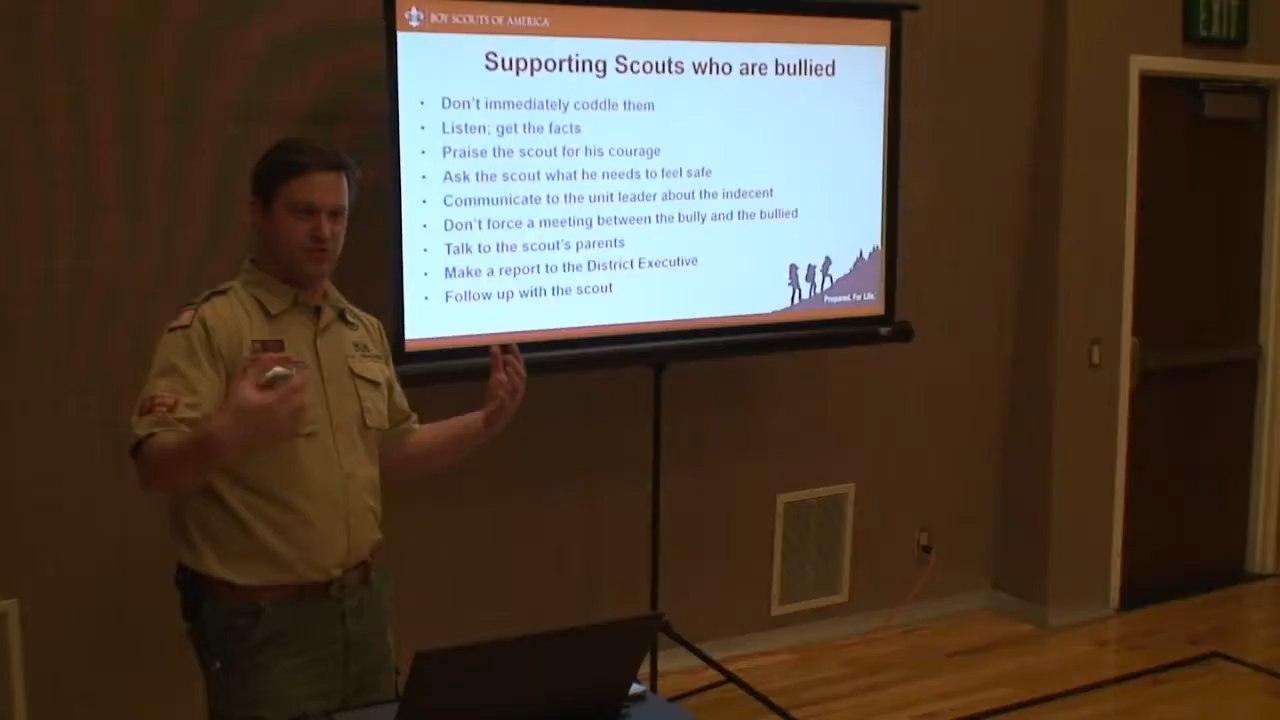 BOY SCOUTS OF AMERICA
EXIT
Supporting Scouts who are bullied
• Don't immediately coddle them
• Listen; get the facts
• Praise the scout for his courage
• Ask the scout what he needs to feel safe
• Communicate to the unit leader about the indecent
• Don't force a meeting between the bully and the bullied
• Talk to the scout's parents
• Make a report to the District Executive
• Follow up with the scout
Prepared. For Life.™